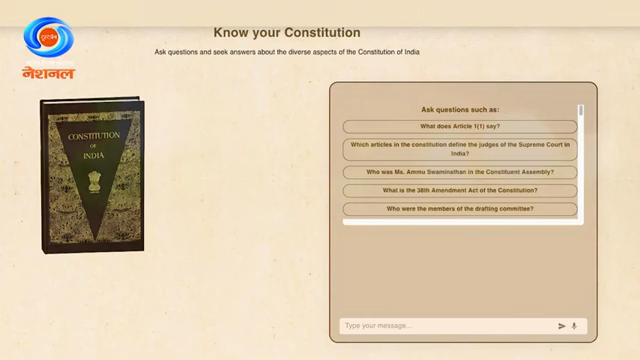 दूरदर्शन
नेशनल
Know your Constitution
Ask questions and seek answers about the diverse aspects of the Constitution of India
CONSTITUTION
OF
INDIA
Ask questions such as:
What does Article 1(1) say?
Which articles in the constitution define the judges of the Supreme Court in
India?
Who was Ms. Ammu Swaminathan in the Constituent Assembly?
What is the 38th Amendment Act of the Constitution?
Who were the members of the drafting committee?
Type your message...